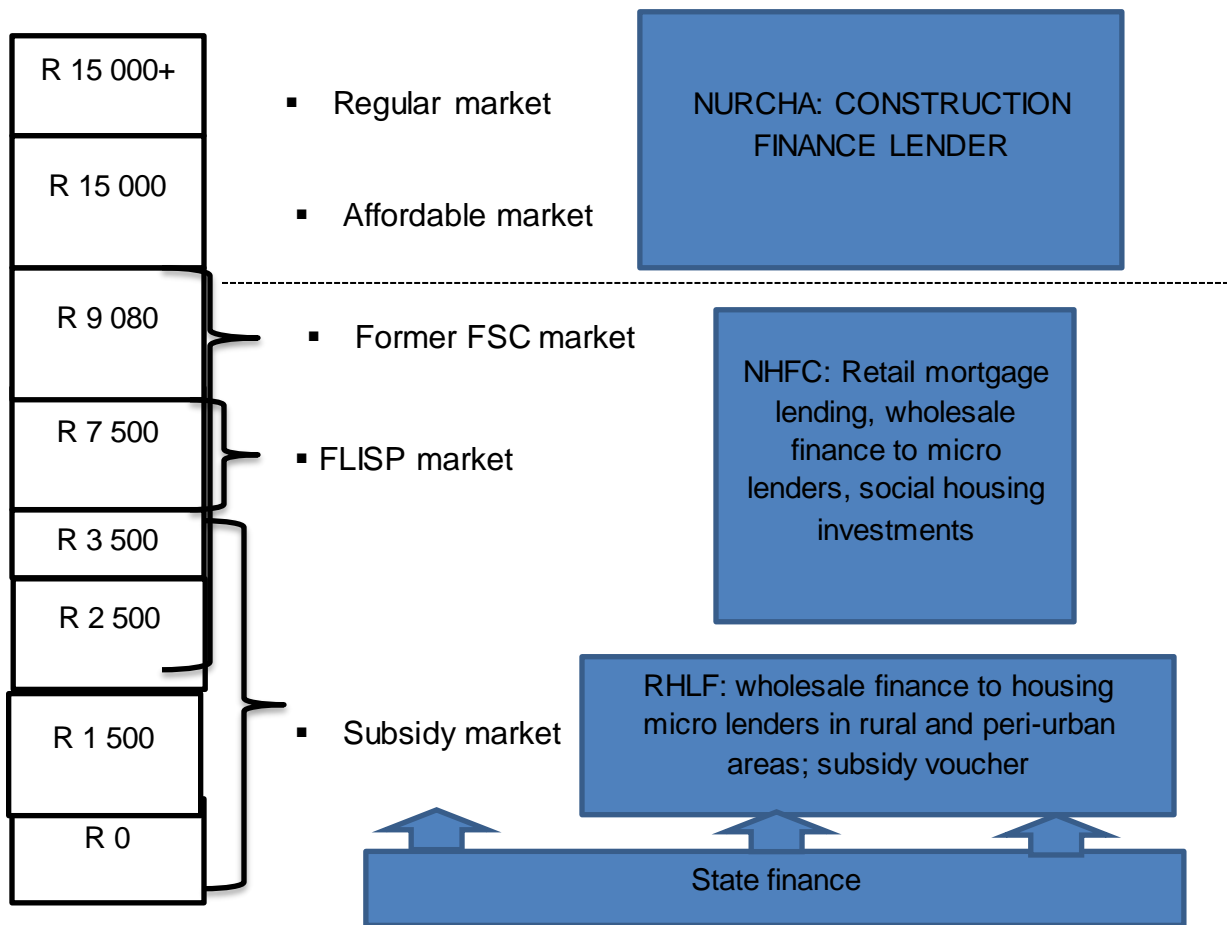 R 15 000+
R 15 000
R 9 080
R 7 500
R 3 500
R 2 500
R 1 500
R 0
▪ Regular market
▪ Affordable market
▪ Former FSC market
▪ FLISP market
▪ Subsidy market
NURCHA: CONSTRUCTION
FINANCE LENDER
NHFC: Retail mortgage
lending, wholesale
finance to micro
lenders, social housing
investments
RHLF: wholesale finance to housing
micro lenders in rural and peri-urban
areas; subsidy voucher
State finance